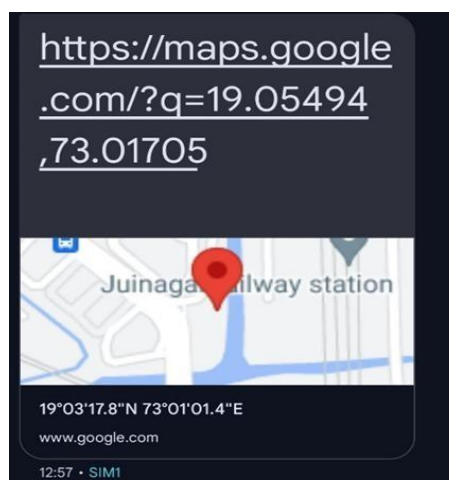 https://maps.google
.com/?q=19.05494
,73.01705
Juinaga ilway station
19°03'17.8"N 73°01'01.4"E
www.google.com
12:57 • SIM1